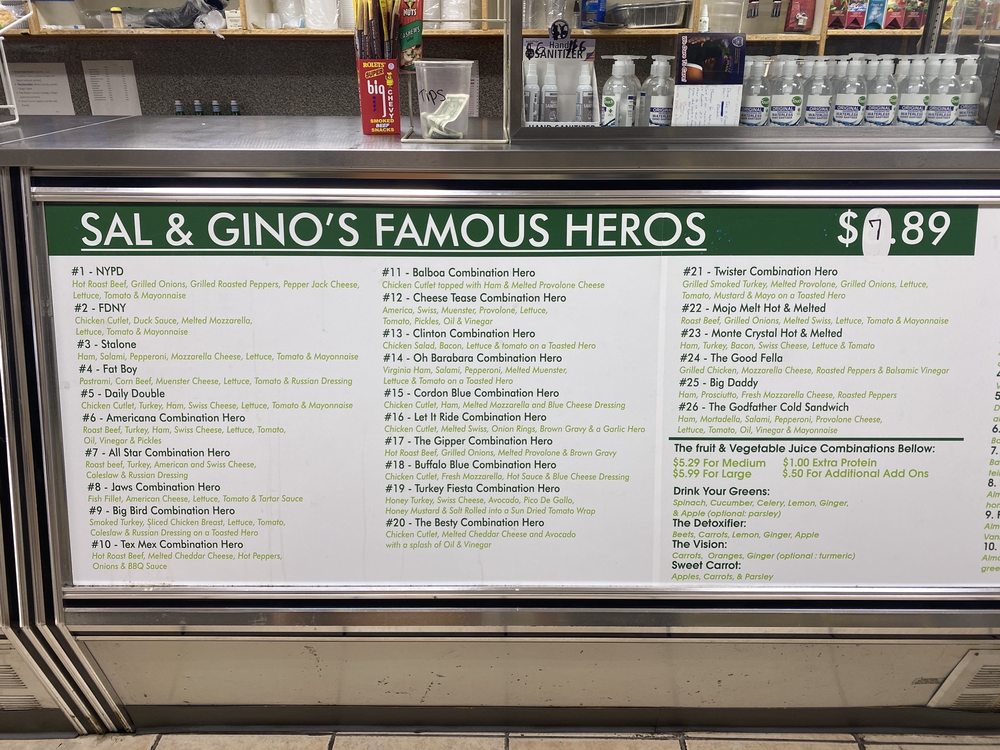 NUTS
CASHEWS
ROLEY'S
SUPER
big
CHEVY
SMOKED
BEEF
SNACKS
TIPS
Hand
SANITIZER
HAND SANITIZER
ORIGINAL
WATERLESS
SAL & GINO'S FAMOUS HEROS $7.89
#1 - NYPD
Hot Roast Beef, Grilled Onions, Grilled Roasted Peppers, Pepper Jack Cheese,
Lettuce, Tomato & Mayonnaise
#2 - FDNY
Chicken Cutlet, Duck Sauce, Melted Mozzarella,
Lettuce, Tomato & Mayonnaise
#3 - Stalone
Ham, Salami, Pepperoni, Mozzarella Cheese, Lettuce, Tomato & Mayonnaise
#4 - Fat Boy
Pastrami, Corn Beef, Muenster Cheese, Lettuce, Tomato & Russian Dressing
#5 - Daily Double
Chicken Cutlet, Turkey, Ham, Swiss Cheese, Lettuce, Tomato & Mayonnaise
#6 - Americana Combination Hero
Roast Beef, Turkey, Ham, Swiss Cheese, Lettuce, Tomato,
Oil, Vinegar & Pickles
#7 - All Star Combination Hero
Roast beef, Turkey, American and Swiss Cheese,
Coleslaw & Russian Dressing
#8 - Jaws Combination Hero
Fish Fillet, American Cheese, Lettuce, Tomato & Tartar Sauce
#9 - Big Bird Combination Hero
Smoked Turkey, Sliced Chicken Breast, Lettuce, Tomato,
Coleslaw & Russian Dressing on a Toasted Hero
#10 - Tex Mex Combination Hero
Hot Roast Beef, Melted Cheddar Cheese, Hot Peppers,
Onions & BBQ Sauce
#11 - Balboa Combination Hero
Chicken Cutlet topped with Ham & Melted Provolone Cheese
#12 - Cheese Tease Combination Hero
America, Swiss, Muenster, Provolone, Lettuce,
Tomato, Pickles, Oil & Vinegar
#13 - Clinton Combination Hero
Chicken Salad, Bacon, Lettuce & tomato on a Toasted Hero
#14 - Oh Barabara Combination Hero
Virginia Ham, Salami, Pepperoni, Melted Muenster,
Lettuce & Tomato on a Toasted Hero
#15 - Cordon Blue Combination Hero
Chicken Cutlet, Ham, Melted Mozzarella and Blue Cheese Dressing
#16 - Let It Ride Combination Hero
Chicken Cutlet, Melted Swiss, Onion Rings, Brown Gravy & a Garlic Hero
#17 - The Gipper Combination Hero
Hot Roast Beef, Grilled Onions, Melted Provolone & Brown Gravy
#18 - Buffalo Blue Combination Hero
Chicken Cutlet, Fresh Mozzarella, Hot Sauce & Blue Cheese Dressing
#19 - Turkey Fiesta Combination Hero
Honey Turkey, Swiss Cheese, Avocado, Pico De Gallo,
Honey Mustard & Salt Rolled into a Sun Dried Tomato Wrap
#20 - The Besty Combination Hero
Chicken Cutlet, Melted Cheddar Cheese and Avocado
with a splash of Oil & Vinegar
#21 - Twister Combination Hero
Grilled Smoked Turkey, Melted Provolone, Grilled Onions, Lettuce,
Tomato, Mustard & Mayo on a Toasted Hero
#22 - Mojo Melt Hot & Melted
Roast Beef, Grilled Onions, Melted Swiss, Lettuce, Tomato & Mayonnaise
#23 - Monte Crystal Hot & Melted
Ham, Turkey, Bacon, Swiss Cheese, Lettuce & Tomato
#24 - The Good Fella
Grilled Chicken, Mozzarella Cheese, Roasted Peppers & Balsamic Vinegar
#25 - Big Daddy
Ham, Prosciutto, Fresh Mozzarella Cheese, Roasted Peppers
#26 - The Godfather Cold Sandwich
Ham, Mortadella, Salami, Pepperoni, Provolone Cheese,
Lettuce, Tomato, Oil, Vinegar & Mayonnaise
The fruit & Vegetable Juice Combinations Bellow:
$5.29 For Medium $1.00 Extra Protein
$5.99 For Large $.50 For Additional Add Ons
Drink Your Greens:
Spinach, Cucumber, Celery, Lemon, Ginger,
& Apple (optional: parsley)
The Detoxifier:
Beets, Carrots, Lemon, Ginger, Apple
The Vision:
Carrots, Oranges, Ginger (optional : turmeric)
Sweet Carrot:
Apples, Carrots, & Parsley
6.
7.
8.
9.
10.